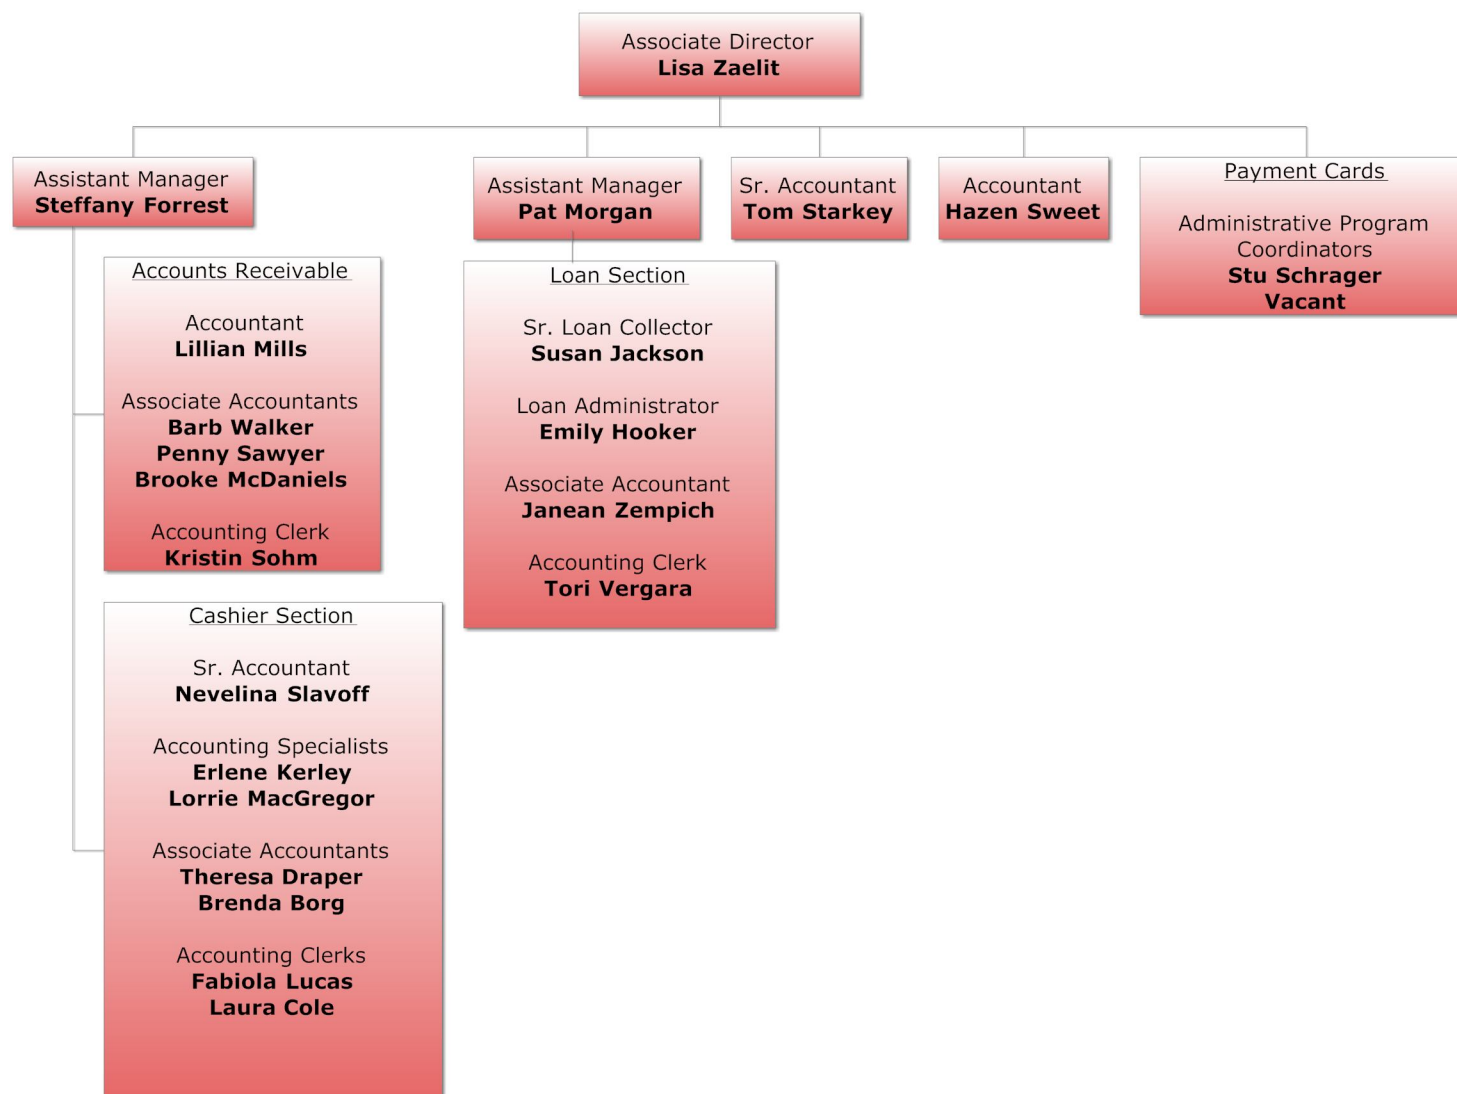 Associate Director
Lisa Zaelit
Assistant Manager
Steffany Forrest
Assistant Manager
Pat Morgan
Sr. Accountant
Tom Starkey
Accountant
Hazen Sweet
Payment Cards
Administrative Program
Coordinators
Stu Schrager
Vacant
Accounts Receivable
Accountant
Lillian Mills
Associate Accountants
Barb Walker
Penny Sawyer
Brooke McDaniels
Accounting Clerk
Kristin Sohm
Loan Section
Sr. Loan Collector
Susan Jackson
Loan Administrator
Emily Hooker
Associate Accountant
Janean Zempich
Accounting Clerk
Tori Vergara
Cashier Section
Sr. Accountant
Nevelina Slavoff
Accounting Specialists
Erlene Kerley
Lorrie MacGregor
Associate Accountants
Theresa Draper
Brenda Borg
Accounting Clerks
Fabiola Lucas
Laura Cole